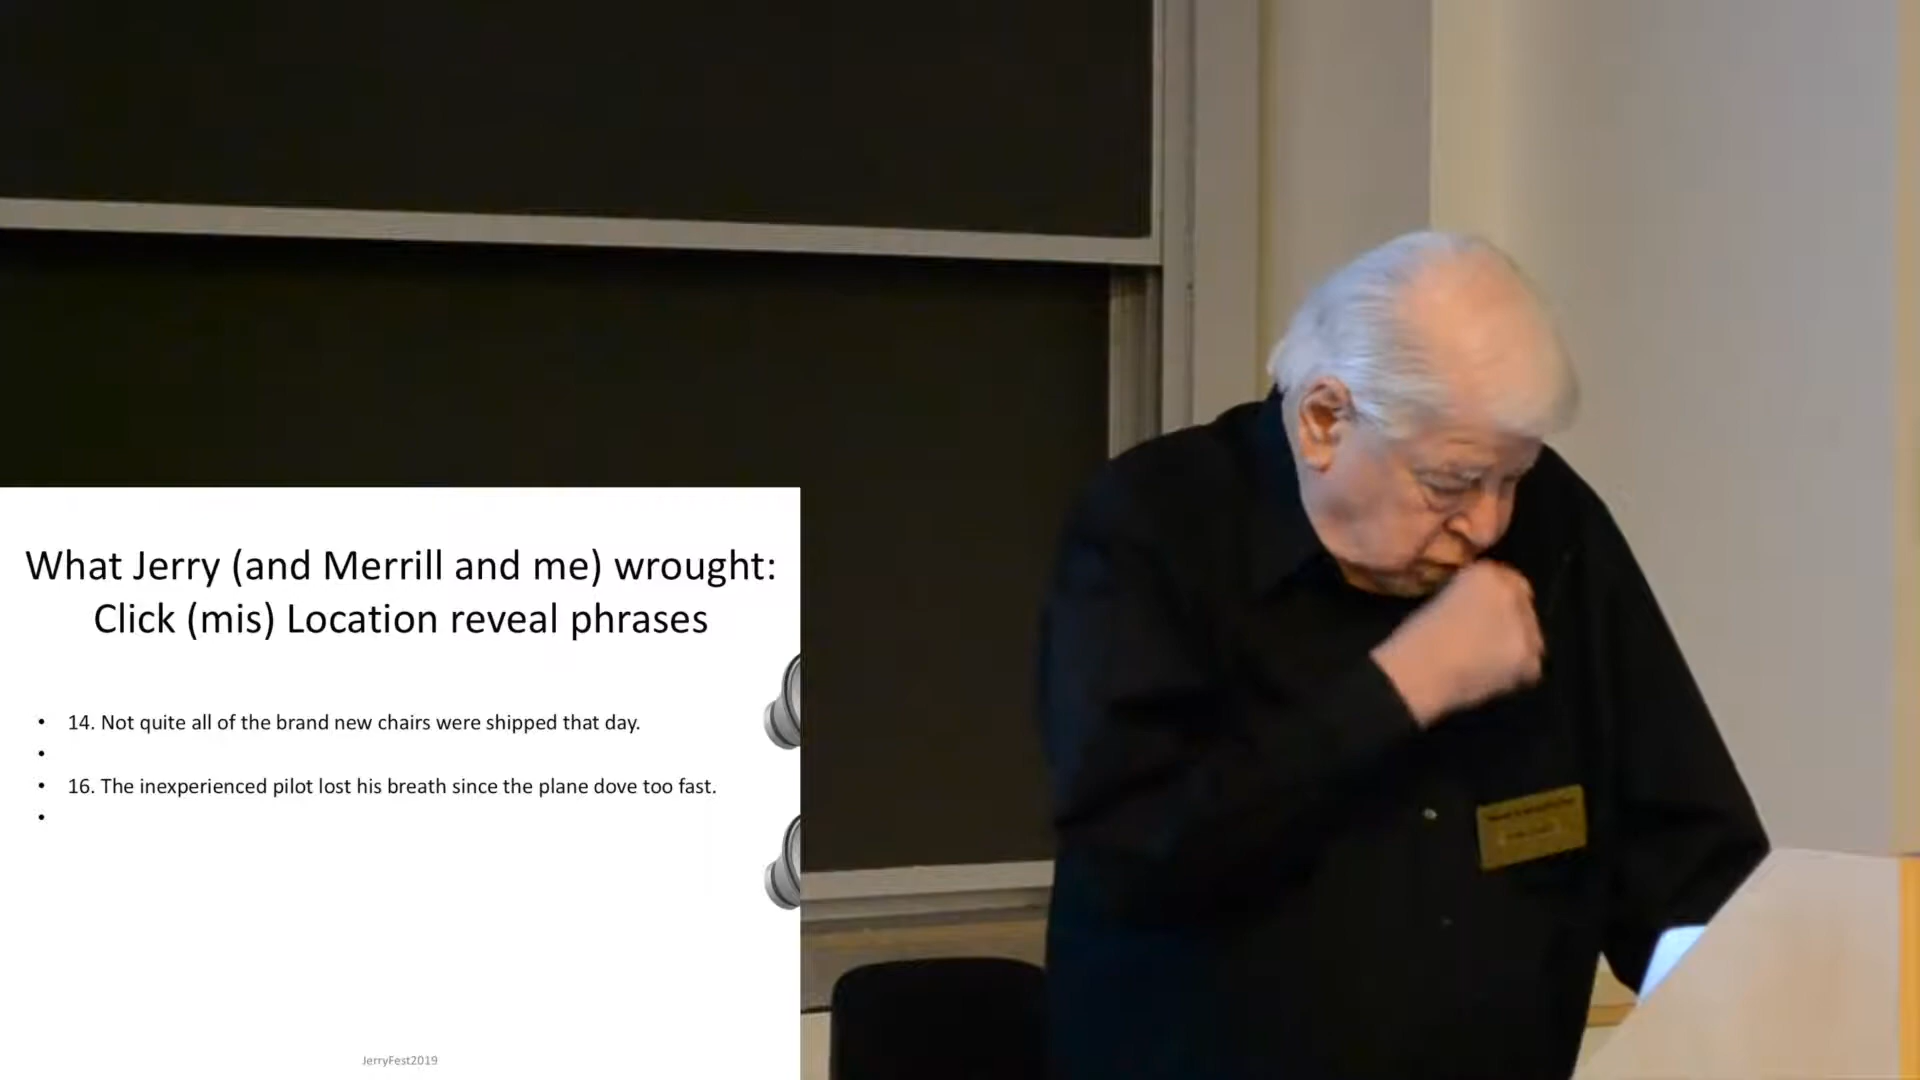 What Jerry (and Merrill and me) wrought:
Click (mis) Location reveal phrases
• 14. Not quite all of the brand new chairs were shipped that day.
•
• 16. The inexperienced pilot lost his breath since the plane dove too fast.
•
JerryFest2019